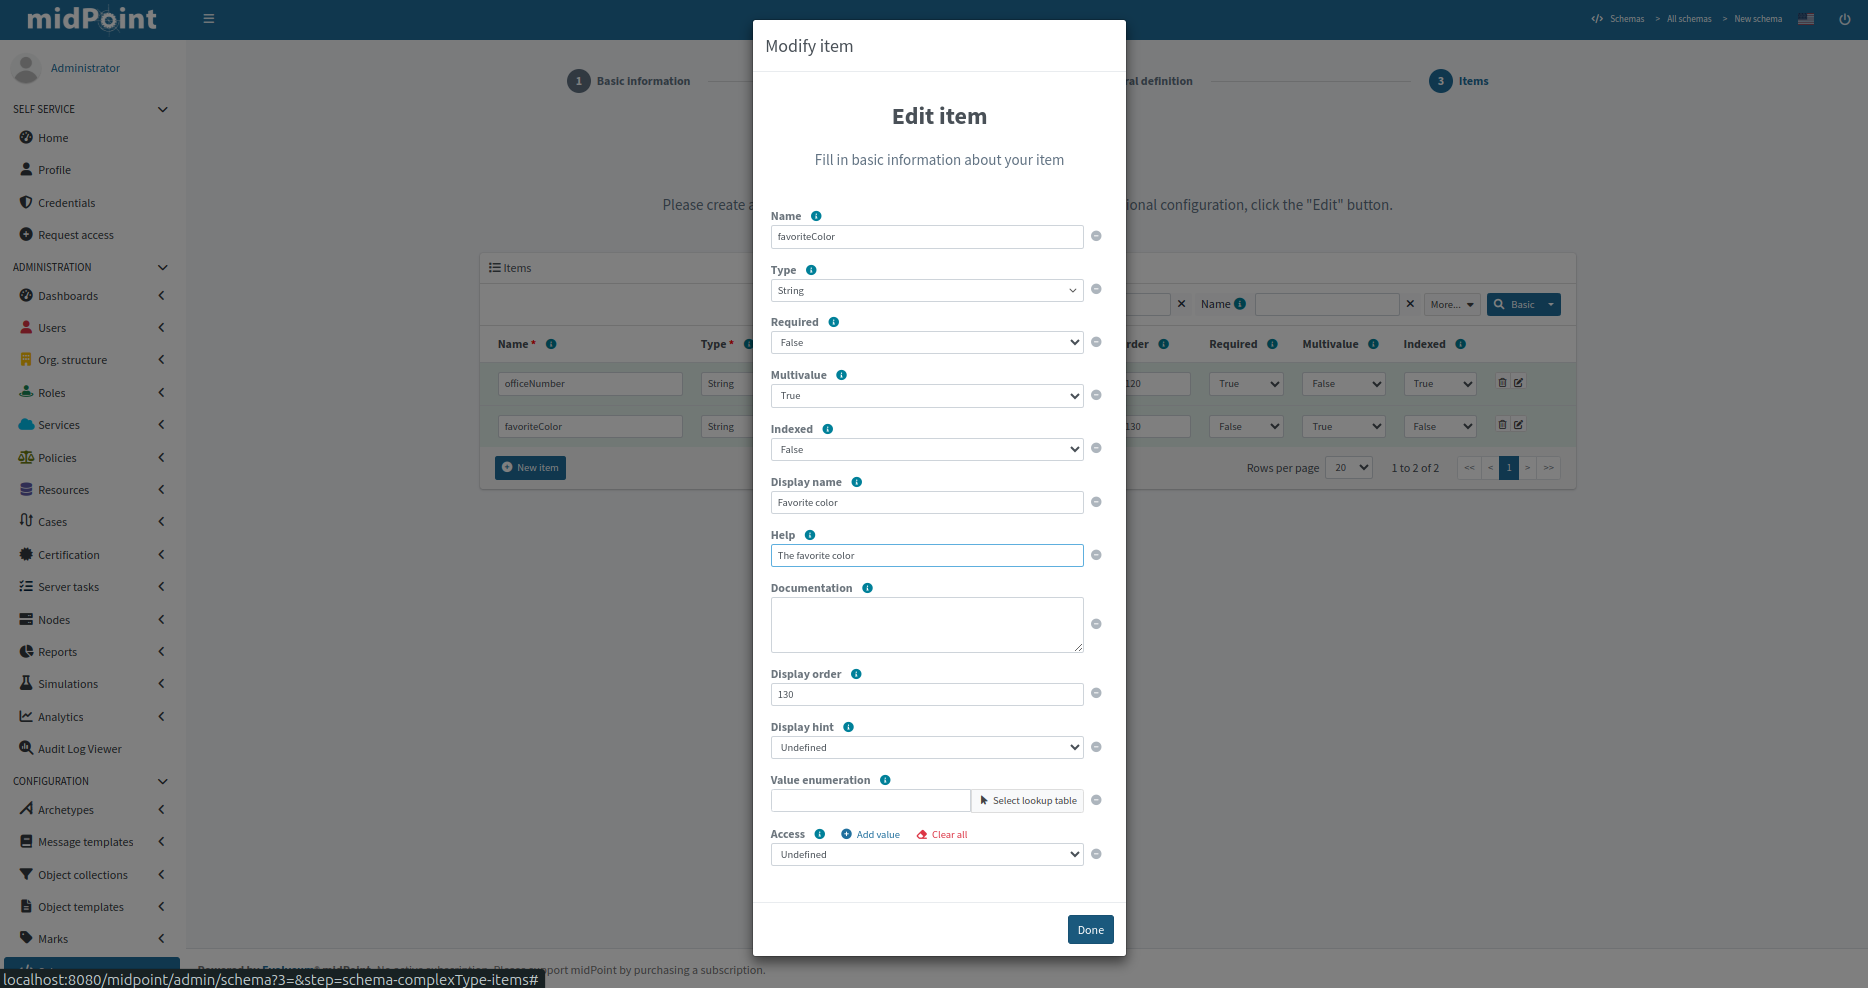 midPoint
Schemas > All schemas > New schema
Administrator
SELF SERVICE
Home
Profile
Credentials
Request access
ADMINISTRATION
Dashboards
Users
Org. structure
Roles
Services
Policies
Resources
Cases
Certification
Server tasks
Nodes
Reports
Simulations
Analytics
Audit Log Viewer
CONFIGURATION
Archetypes
Message templates
Object collections
Object templates
Marks
1 Basic information
ral definition
3 Items
Please create a
ional configuration, click the "Edit" button.
Items
Name
More...
Basic
Name * Type *
rder Required Multivalue Indexed
officeNumber String
120 True False True
favoriteColor String
130 False True False
New item
Rows per page 20 1 to 2 of 2 << < 1 > >>
Modify item
Edit item
Fill in basic information about your item
Name
favoriteColor
Type
String
Required
False
Multivalue
True
Indexed
False
Display name
Favorite color
Help
The favorite color
Documentation
Display order
130
Display hint
Undefined
Value enumeration
Select lookup table
Access Add value Clear all
Undefined
Done
port midPoint by purchasing a subscription.
localhost:8080/midpoint/admin/schema?3=&step=schema-complexType-items#